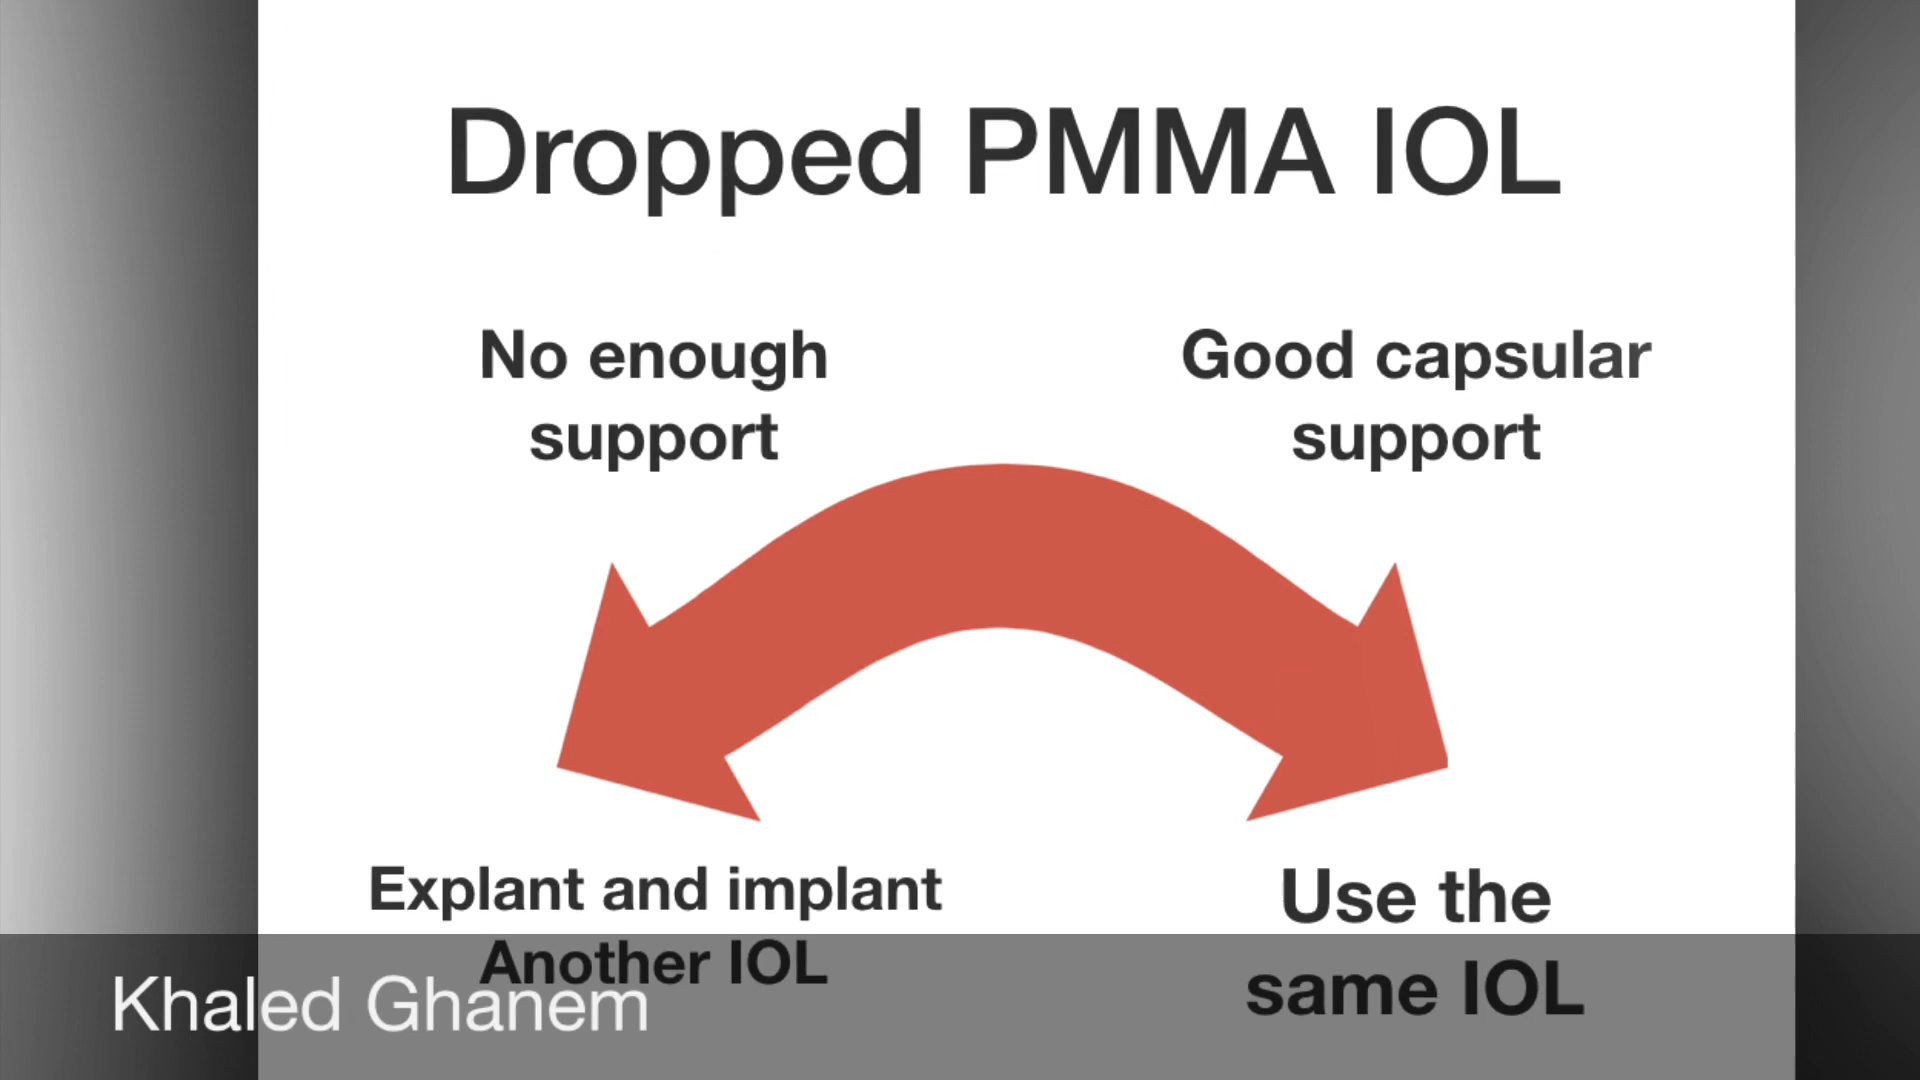 Dropped PMMA IOL
No enough
support
Good capsular
support
Explant and implant
Another IOL
Use the
same IOL
Khaled Ghanem